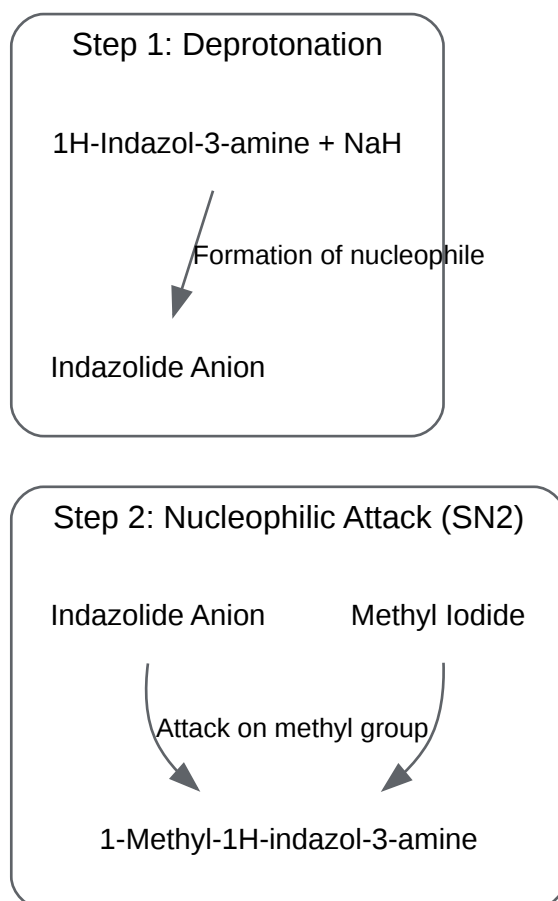 Step 1: Deprotonation
1H-Indazol-3-amine + NaH
Formation of nucleophile
Indazolide Anion
Step 2: Nucleophilic Attack (SN2)
Indazolide Anion
Methyl Iodide
Attack on methyl group
1-Methyl-1H-indazol-3-amine